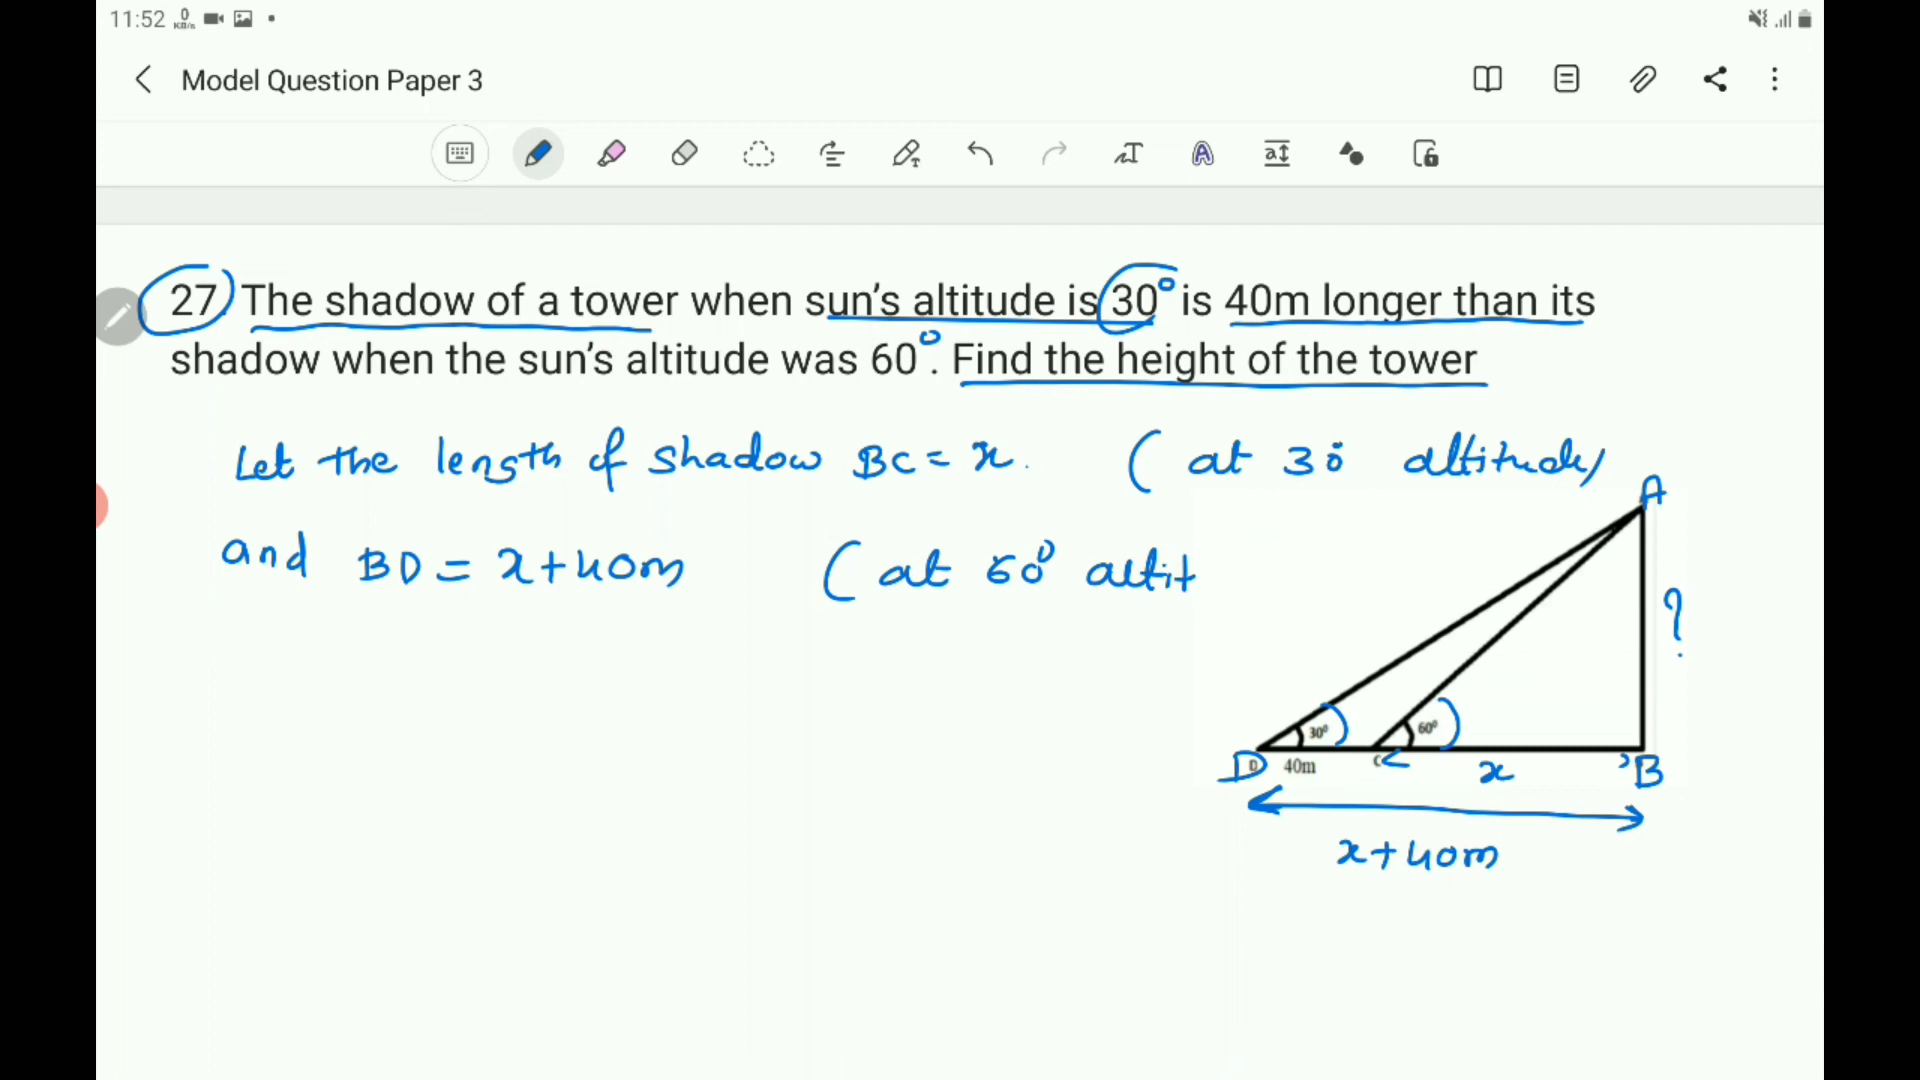 11:52 0 KB/s
Model Question Paper 3
27. The shadow of a tower when sun's altitude is 30° is 40m longer than its
shadow when the sun's altitude was 60°. Find the height of the tower
Let the length of shadow BC = x. (at 30° altitude)
and BD = x+40m (at 60° altit
A
?
30° 60°
D D 40m C C x B
x+40m